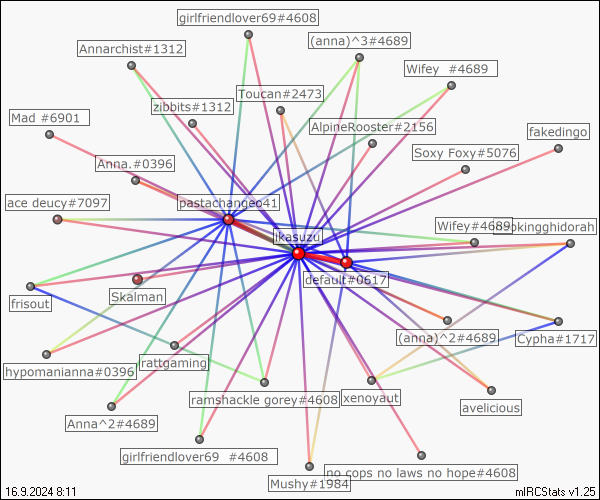 girlfriendlover69#4608
Annarchist#1312
(anna)^3#4689
Wifey #4689
Toucan#2473
zibbits#1312
Mad #6901
AlpineRooster#2156
fakedingo
Anna.#0396
Soxy Foxy#5076
ace deucy#7097
pastachangeo41
ikasuzu
Wifey#4689
okingghidorah
default#0617
frisout
Skalman
(anna)^2#4689
Cypha#1717
hypomanianna#0396
rattgaming
ramshackle gorey#4608
xenoyaut
avelicious
Anna^2#4689
girlfriendlover69 #4608
Mushy#1984
no cops no laws no hope#4608
16.9.2024 8:11
mIRCStats v1.25